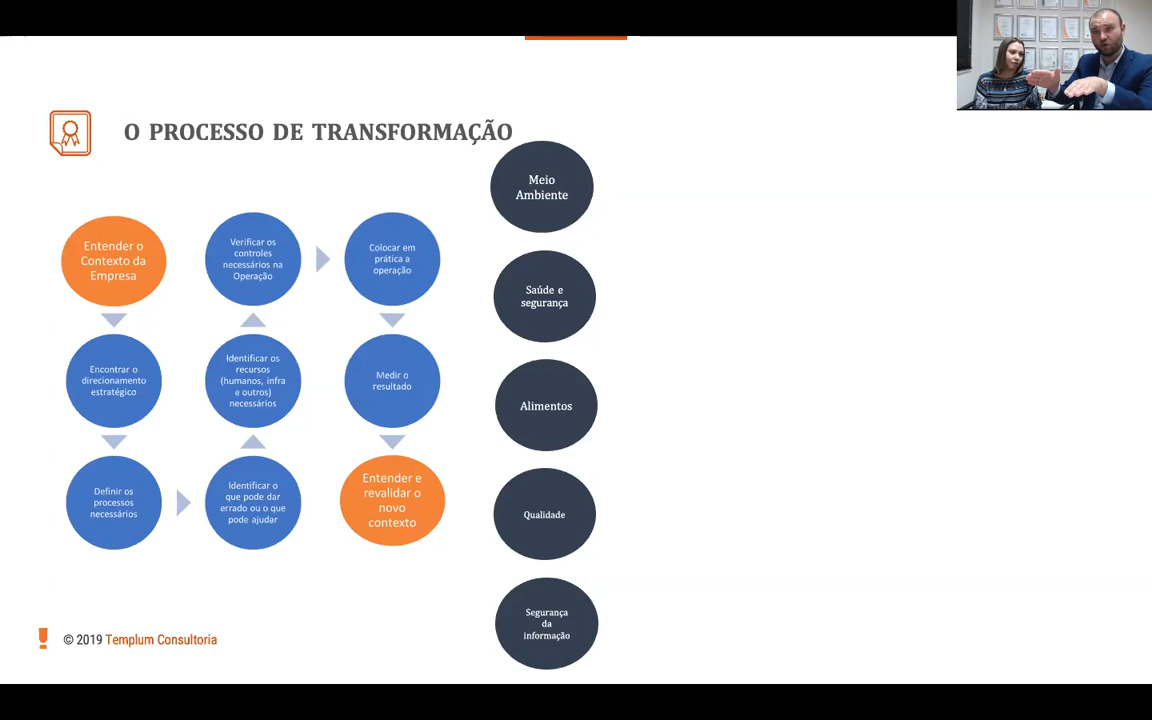 O PROCESSO DE TRANSFORMAÇÃO
Entender o
Contexto da
Empresa
Encontrar o
direcionamento
estratégico
Definir os
processos
necessários
Identificar o
que pode dar
errado ou o que
pode ajudar
Identificar os
recursos
(humanos, infra
e outros)
necessários
Verificar os
controles
necessários na
Operação
Colocar em
prática a
operação
Medir o
resultado
Entender e
revalidar o
novo
contexto
Meio
Ambiente
Saúde e
segurança
Alimentos
Qualidade
Segurança
da
informação
© 2019 Templum Consultoria